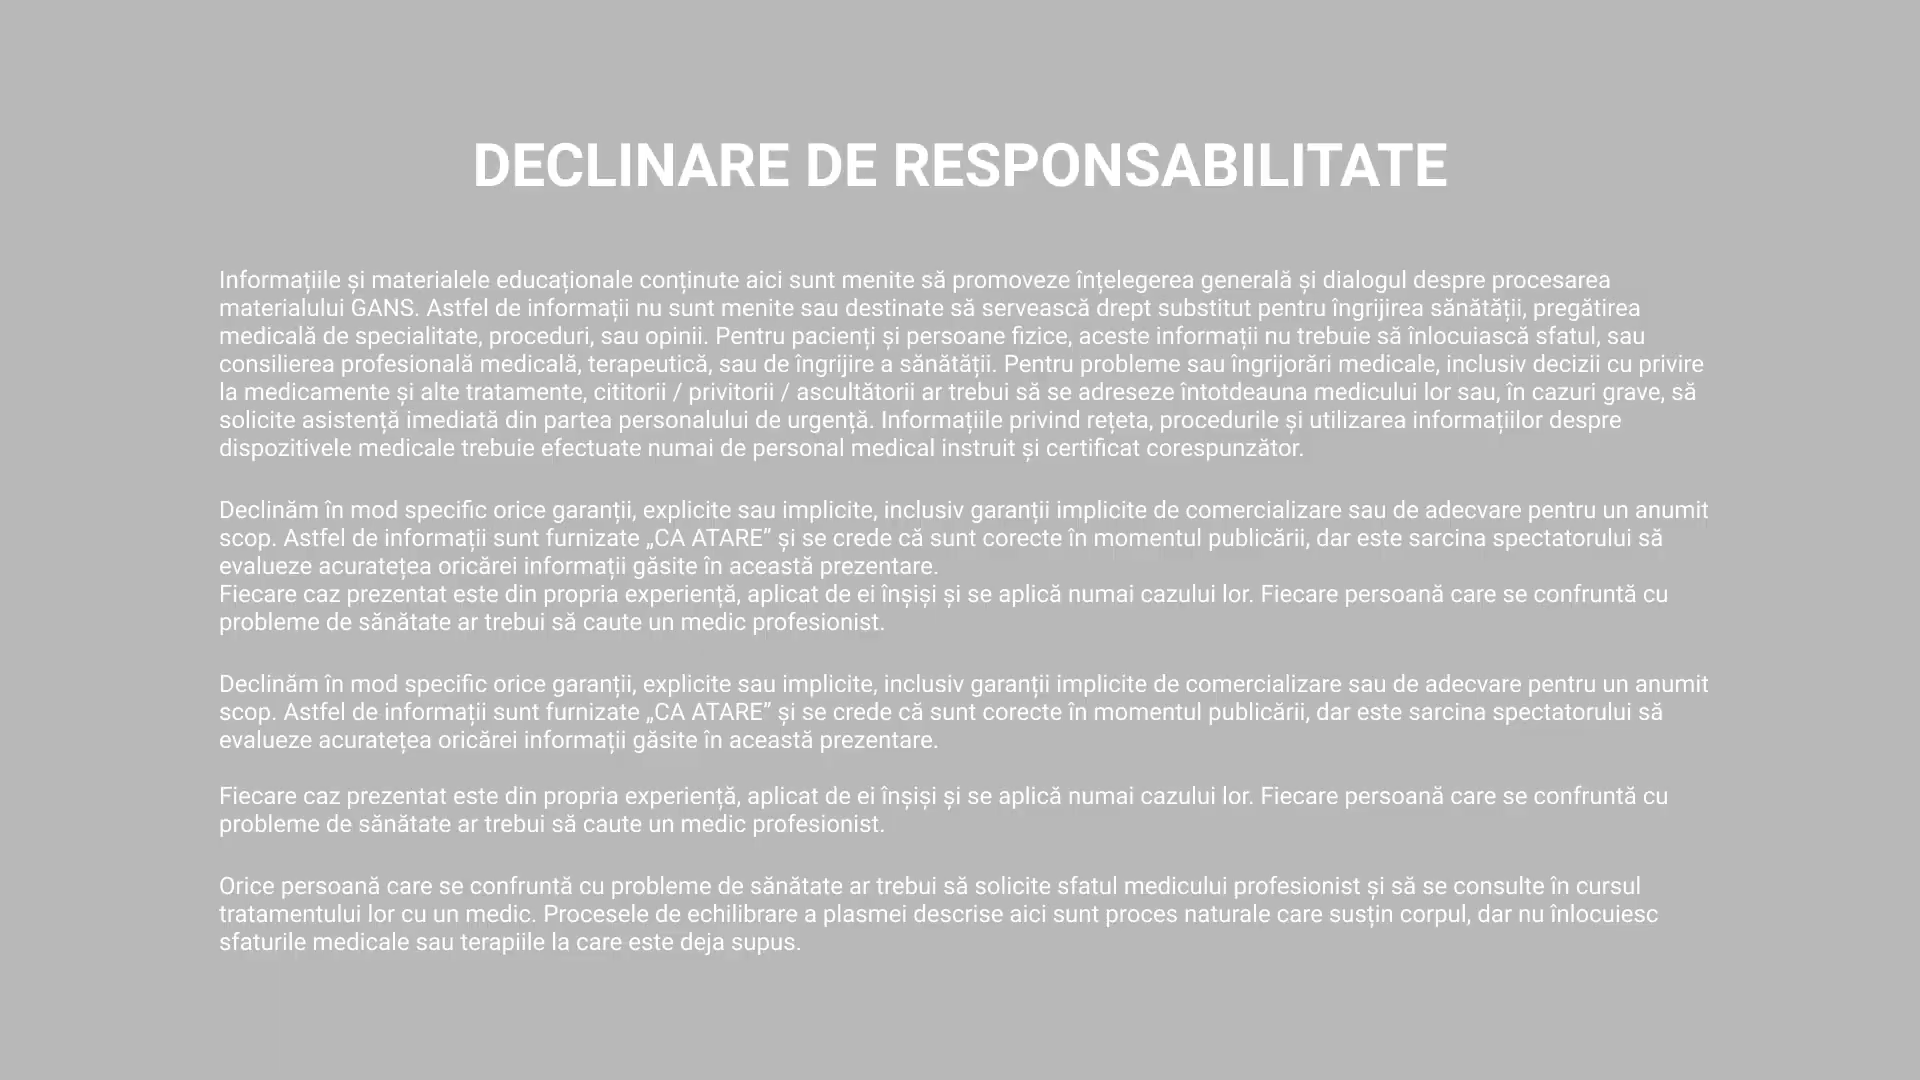 DECLINARE DE RESPONSABILITATE
Informațiile și materialele educaționale conținute aici sunt menite să promoveze înțelegerea generală și dialogul despre procesarea
materialului GANS. Astfel de informații nu sunt menite sau destinate să servească drept substitut pentru îngrijirea sănătății, pregătirea
medicală de specialitate, proceduri, sau opinii. Pentru pacienți și persoane fizice, aceste informații nu trebuie să înlocuiască sfatul, sau
consilierea profesională medicală, terapeutică, sau de îngrijire a sănătății. Pentru probleme sau îngrijorări medicale, inclusiv decizii cu privire
la medicamente și alte tratamente, cititorii / privitorii / ascultătorii ar trebui să se adreseze întotdeauna medicului lor sau, în cazuri grave, să
solicite asistență imediată din partea personalului de urgență. Informațiile privind rețeta, procedurile și utilizarea informațiilor despre
dispozitivele medicale trebuie efectuate numai de personal medical instruit și certificat corespunzător.
Declinăm în mod specific orice garanții, explicite sau implicite, inclusiv garanții implicite de comercializare sau de adecvare pentru un anumit
scop. Astfel de informații sunt furnizate „CA ATARE” și se crede că sunt corecte în momentul publicării, dar este sarcina spectatorului să
evalueze acuratețea oricărei informații găsite în această prezentare.
Fiecare caz prezentat este din propria experiență, aplicat de ei înșiși și se aplică numai cazului lor. Fiecare persoană care se confruntă cu
probleme de sănătate ar trebui să caute un medic profesionist.
Declinăm în mod specific orice garanții, explicite sau implicite, inclusiv garanții implicite de comercializare sau de adecvare pentru un anumit
scop. Astfel de informații sunt furnizate „CA ATARE” și se crede că sunt corecte în momentul publicării, dar este sarcina spectatorului să
evalueze acuratețea oricărei informații găsite în această prezentare.
Fiecare caz prezentat este din propria experiență, aplicat de ei înșiși și se aplică numai cazului lor. Fiecare persoană care se confruntă cu
probleme de sănătate ar trebui să caute un medic profesionist.
Orice persoană care se confruntă cu probleme de sănătate ar trebui să solicite sfatul medicului profesionist și să se consulte în cursul
tratamentului lor cu un medic. Procesele de echilibrare a plasmei descrise aici sunt proces naturale care susțin corpul, dar nu înlocuiesc
sfaturile medicale sau terapiile la care este deja supus.